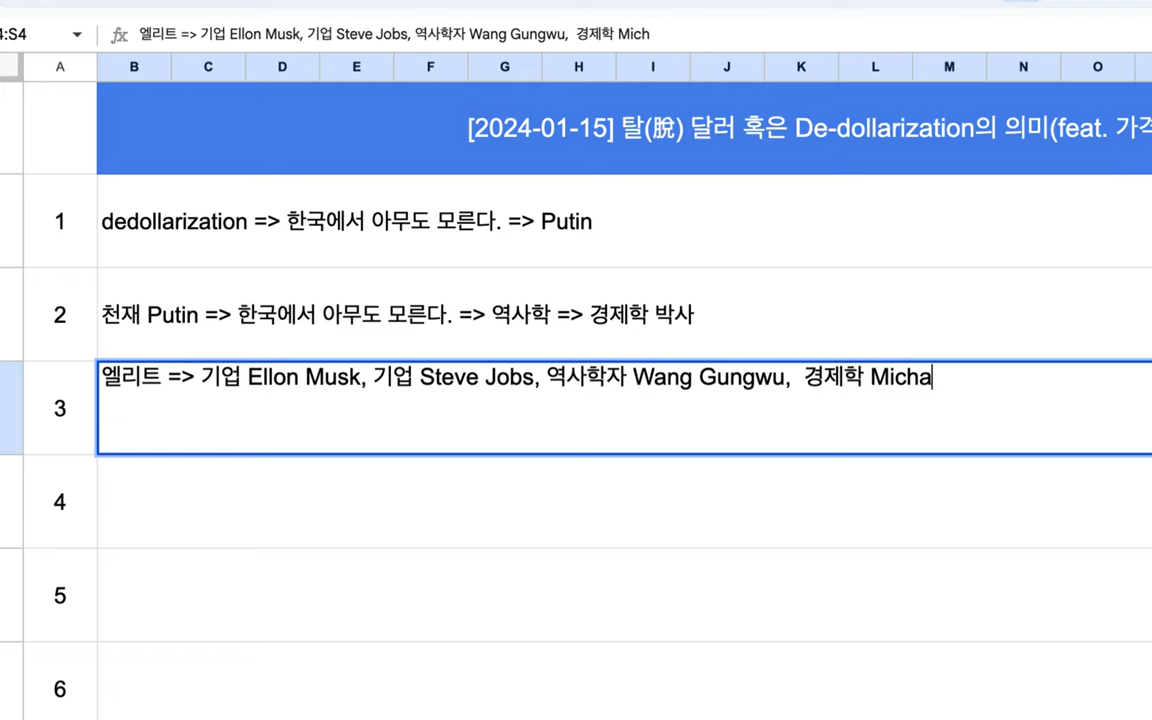 4:S4 fx 엘리트 => 기업 Ellon Musk, 기업 Steve Jobs, 역사학자 Wang Gungwu,  경제학 Mich
A B C D E F G H I J K L M N O
[2024-01-15] 탈(脫) 달러 혹은 De-dollarization의 의미(feat. 가격
1 dedollarization => 한국에서 아무도 모른다. => Putin
2 천재 Putin => 한국에서 아무도 모른다. => 역사학 => 경제학 박사
3 엘리트 => 기업 Ellon Musk, 기업 Steve Jobs, 역사학자 Wang Gungwu,  경제학 Micha
4
5
6